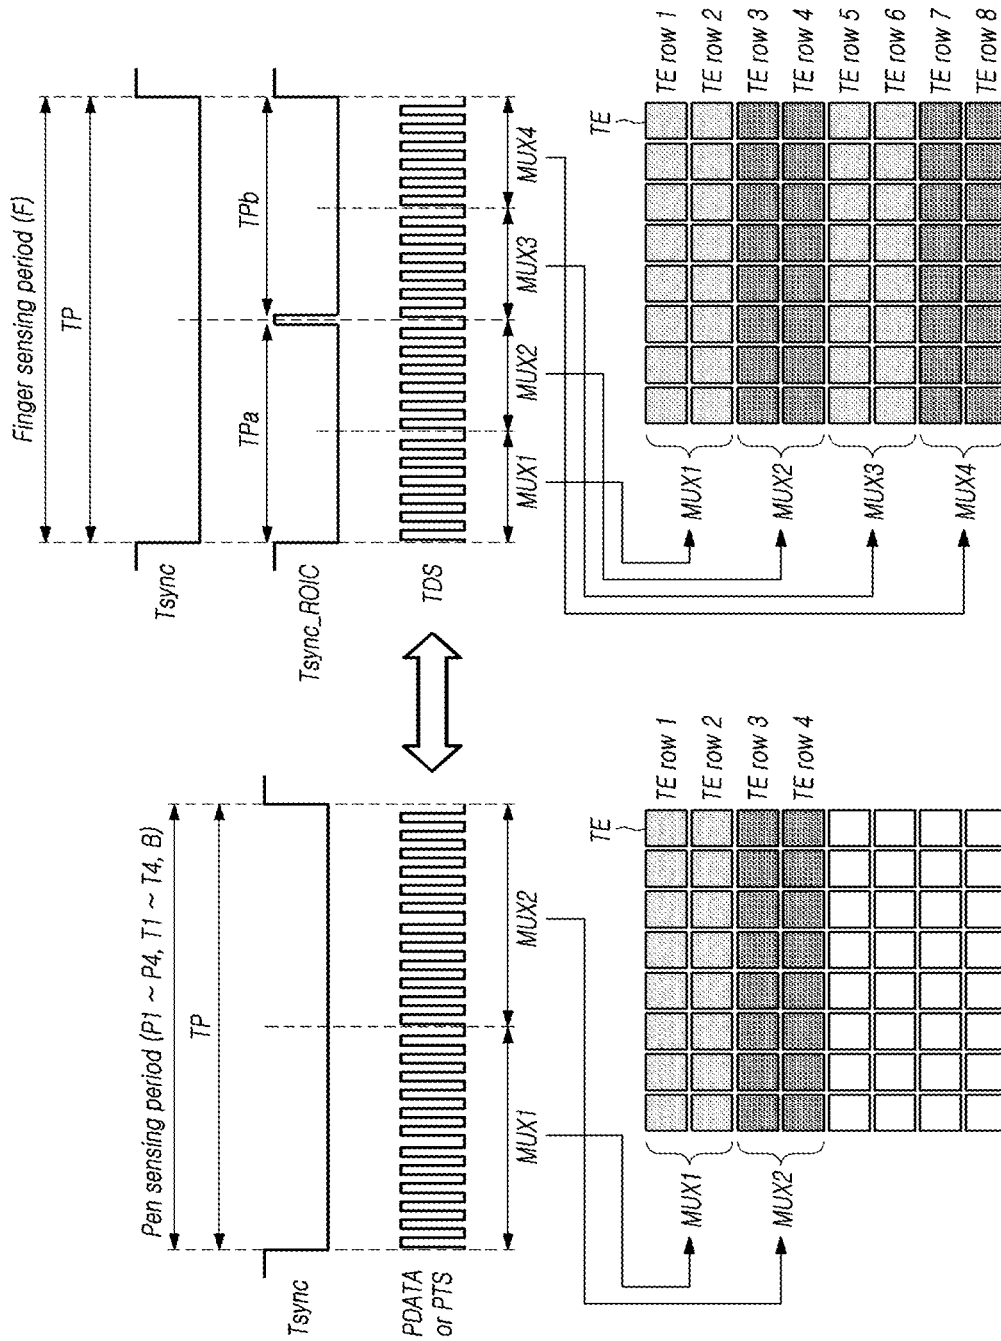 Pen sensing period (P1 ~ P4, T1 ~ T4, B)
TP
Tsync
PDATA
or PTS
MUX1
MUX2
TE
TE row 1
TE row 2
TE row 3
TE row 4
MUX1
MUX2
Finger sensing period (F)
TP
Tsync
TPa
TPb
Tsync_ROIC
TDS
MUX1
MUX2
MUX3
MUX4
TE
TE row 1
TE row 2
TE row 3
TE row 4
TE row 5
TE row 6
TE row 7
TE row 8
MUX1
MUX2
MUX3
MUX4